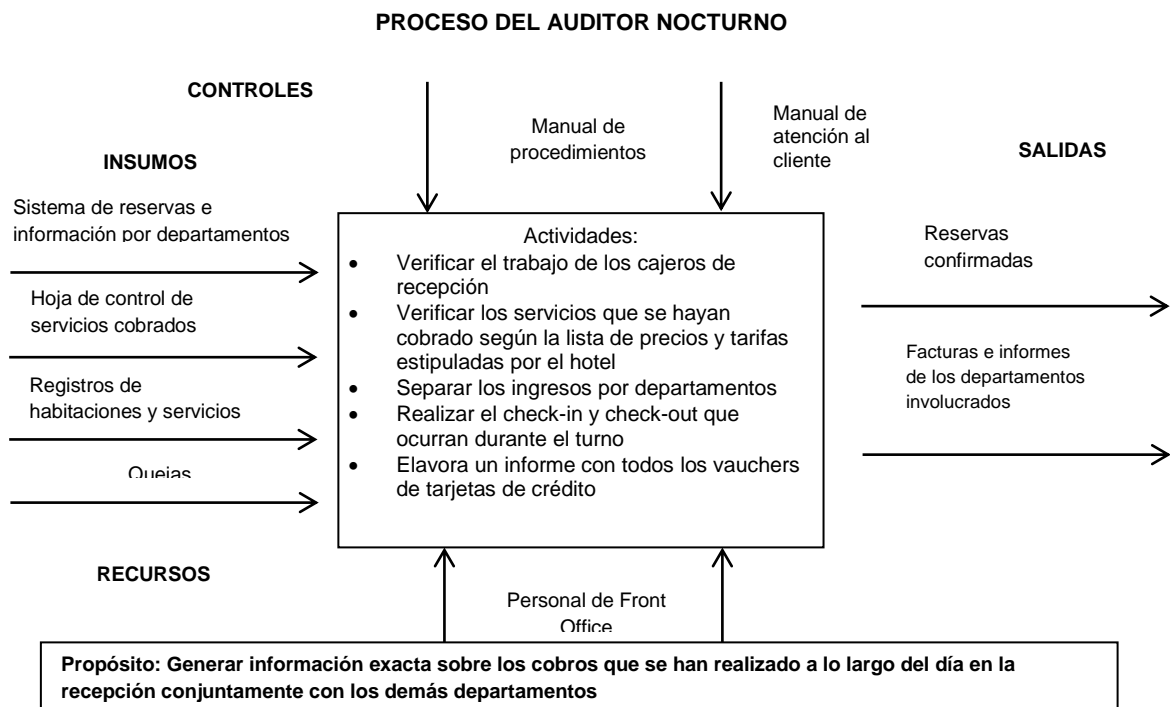 PROCESO DEL AUDITOR NOCTURNO
CONTROLES
Manual de
procedimientos
Manual de
atención al
cliente
INSUMOS
SALIDAS
Sistema de reservas e
información por departamentos
Hoja de control de
servicios cobrados
Registros de
habitaciones y servicios
Quejas
Actividades:
• Verificar el trabajo de los cajeros de
recepción
• Verificar los servicios que se hayan
cobrado según la lista de precios y tarifas
estipuladas por el hotel
• Separar los ingresos por departamentos
• Realizar el check-in y check-out que
ocurran durante el turno
• Elavora un informe con todos los vauchers
de tarjetas de crédito
Reservas
confirmadas
Facturas e informes
de los departamentos
involucrados
RECURSOS
Personal de Front
Office
Propósito: Generar información exacta sobre los cobros que se han realizado a lo largo del día en la
recepción conjuntamente con los demás departamentos